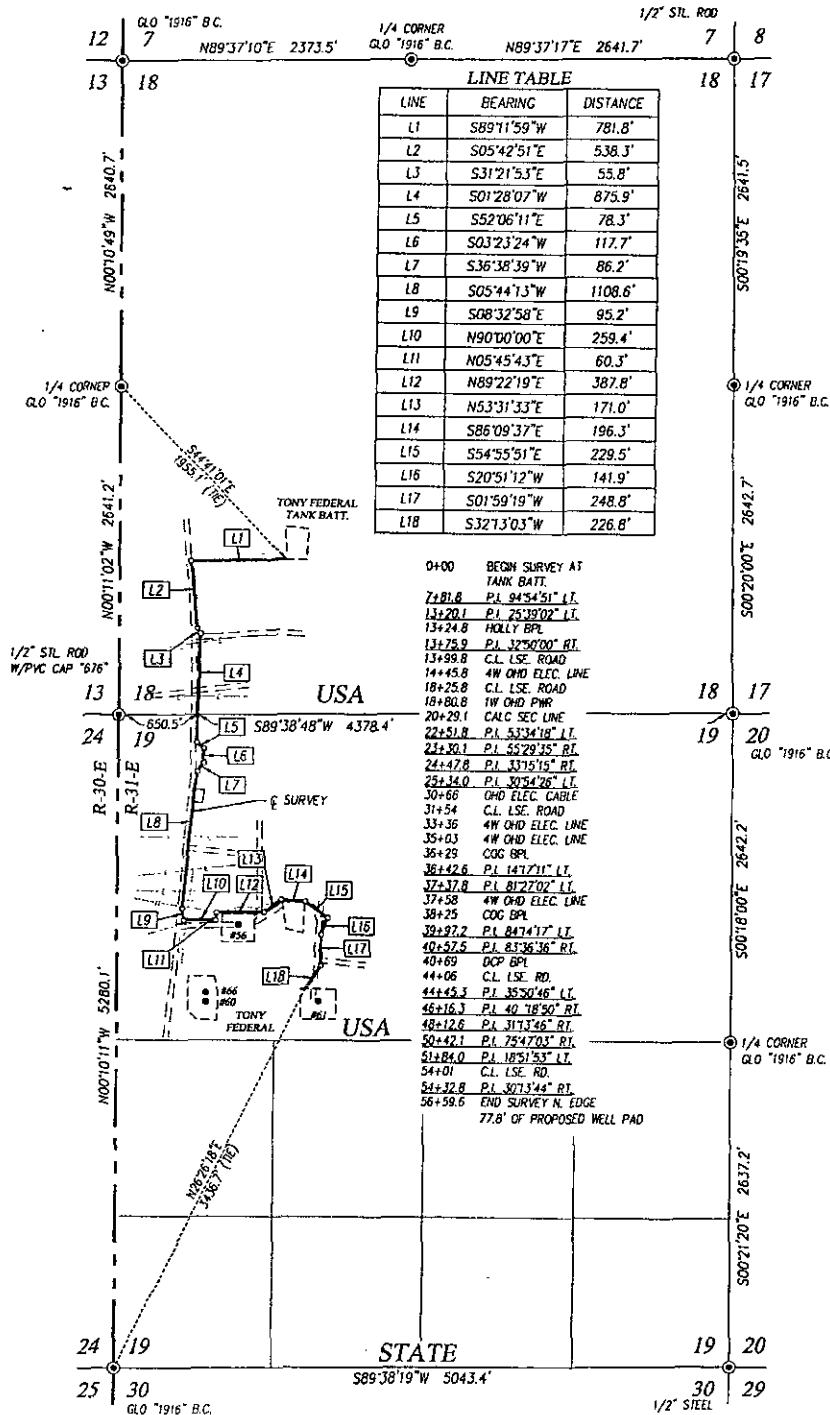 GLO "1916" B.C.
12 7
13 18
N89°37'10"E 2373.5'
1/4 CORNER
GLO "1916" B.C.
N89°37'17"E 2641.7'
1/2" STL. ROD
7 8
18 17
LINE TABLE
LINE BEARING DISTANCE
L1 S89°11'59"W 781.8'
L2 S05°42'51"E 538.3'
L3 S31°21'53"E 55.8'
L4 S01°28'07"W 875.9'
L5 S52°06'11"E 78.3'
L6 S03°23'24"W 117.7'
L7 S36°38'39"W 86.2'
L8 S05°44'13"W 1108.6'
L9 S08°32'58"E 95.2'
L10 N90°00'00"E 259.4'
L11 N05°45'43"E 60.3'
L12 N89°22'19"E 387.8'
L13 N53°31'33"E 171.0'
L14 S86°09'37"E 196.3'
L15 S54°55'51"E 229.5'
L16 S20°51'12"W 141.9'
L17 S01°59'19"W 248.8'
L18 S32°13'03"W 226.8'
N00°10'49"W 2640.7'
S00°19'35"E 2641.5'
1/4 CORNER
GLO "1916" B.C.
1/4 CORNER
GLO "1916" B.C.
S44°41'01"E
1955.1' (TIE)
N00°11'02"W 2641.2'
S00°20'00"E 2642.7'
TONY FEDERAL
TANK BATT.
L1
L2
L3
L4
1/2" STL. ROD
W/PVC CAP "676"
13 18
24 19
USA
650.5'
S89°38'48"W 4378.4'
18 17
19 20
GLO "1916" B.C.
R-30-E
R-31-E
L5
L6
L7
L8
℄ SURVEY
L13
L14
L10
L12
L15
L9
L16
L11
#56
L17
L18
#66
#60
TONY
FEDERAL
#61
USA
0+00 BEGIN SURVEY AT
TANK BATT.
7+81.8 P.I. 94°54'51" LT.
13+20.1 P.I. 25°39'02" LT.
13+24.8 HOLLY BPL
13+75.9 P.I. 32°50'00" RT.
13+99.8 C.L. LSE. ROAD
14+45.8 4W OHD ELEC. LINE
18+25.8 C.L. LSE. ROAD
18+80.8 1W OHD PWR
20+29.1 CALC SEC LINE
22+51.8 P.I. 53°34'18" LT.
23+30.1 P.I. 55°29'35" RT.
24+47.8 P.I. 33°15'15" RT.
25+34.0 P.I. 30°54'26" LT.
30+66 OHD ELEC. CABLE
31+54 C.L. LSE. ROAD
33+36 4W OHD ELEC. LINE
35+03 4W OHD ELEC. LINE
36+29 COG BPL
36+42.6 P.I. 14°17'11" LT.
37+37.8 P.I. 81°27'02" LT.
37+58 4W OHD ELEC. LINE
38+25 COG BPL
39+97.2 P.I. 84°14'17" LT.
40+57.5 P.I. 83°36'36" RT.
40+69 DCP BPL
44+06 C.L. LSE. RD.
44+45.3 P.I. 35°50'46" LT.
46+16.3 P.I. 40°18'50" RT.
48+12.6 P.I. 31°13'46" RT.
50+42.1 P.I. 75°47'03" RT.
51+84.0 P.I. 18°51'53" LT.
54+01 C.L. LSE. RD.
54+32.8 P.I. 30°13'44" RT.
56+59.6 END SURVEY N. EDGE
77.8' OF PROPOSED WELL PAD
S00°18'00"E 2642.2'
1/4 CORNER
GLO "1916" B.C.
N00°10'11"W 5280.1'
N26°26'18"E
3436.7' (TIE)
S00°21'20"E 2637.2'
24 19
25 30
GLO "1916" B.C.
STATE
S89°38'19"W 5043.4'
19 20
30 29
1/2" STEEL